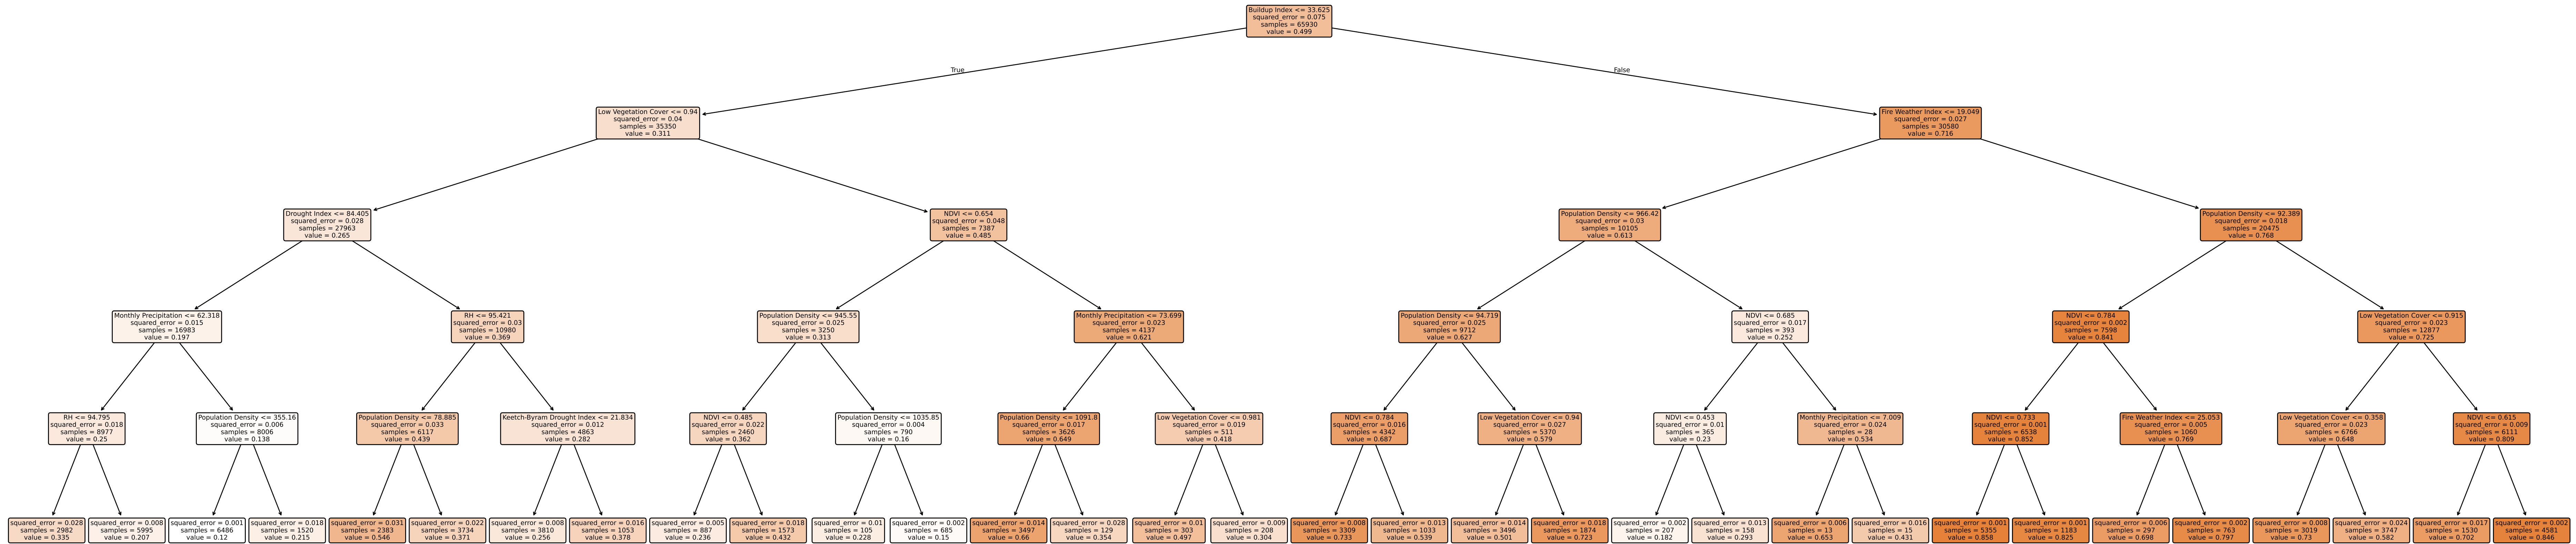 Buildup Index <= 33.625
squared_error = 0.075
samples = 65930
value = 0.499
True
False
Low Vegetation Cover <= 0.94
squared_error = 0.04
samples = 35350
value = 0.311
Fire Weather Index <= 19.049
squared_error = 0.027
samples = 30580
value = 0.716
Drought Index <= 84.405
squared_error = 0.028
samples = 27963
value = 0.265
NDVI <= 0.654
squared_error = 0.048
samples = 7387
value = 0.485
Population Density <= 966.42
squared_error = 0.03
samples = 10105
value = 0.613
Population Density <= 92.389
squared_error = 0.018
samples = 20475
value = 0.768
Monthly Precipitation <= 62.318
squared_error = 0.015
samples = 16983
value = 0.197
RH <= 95.421
squared_error = 0.03
samples = 10980
value = 0.369
Population Density <= 945.55
squared_error = 0.025
samples = 3250
value = 0.313
Monthly Precipitation <= 73.699
squared_error = 0.023
samples = 4137
value = 0.621
Population Density <= 94.719
squared_error = 0.025
samples = 9712
value = 0.627
NDVI <= 0.685
squared_error = 0.017
samples = 393
value = 0.252
NDVI <= 0.784
squared_error = 0.002
samples = 7598
value = 0.841
Low Vegetation Cover <= 0.915
squared_error = 0.023
samples = 12877
value = 0.725
RH <= 94.795
squared_error = 0.018
samples = 8977
value = 0.25
Population Density <= 355.16
squared_error = 0.006
samples = 8006
value = 0.138
Population Density <= 78.885
squared_error = 0.033
samples = 6117
value = 0.439
Keetch-Byram Drought Index <= 21.834
squared_error = 0.012
samples = 4863
value = 0.282
NDVI <= 0.485
squared_error = 0.022
samples = 2460
value = 0.362
Population Density <= 1035.85
squared_error = 0.004
samples = 790
value = 0.16
Population Density <= 1091.8
squared_error = 0.017
samples = 3626
value = 0.649
Low Vegetation Cover <= 0.981
squared_error = 0.019
samples = 511
value = 0.418
NDVI <= 0.784
squared_error = 0.016
samples = 4342
value = 0.687
Low Vegetation Cover <= 0.94
squared_error = 0.027
samples = 5370
value = 0.579
NDVI <= 0.453
squared_error = 0.01
samples = 365
value = 0.23
Monthly Precipitation <= 7.009
squared_error = 0.024
samples = 28
value = 0.534
NDVI <= 0.733
squared_error = 0.001
samples = 6538
value = 0.852
Fire Weather Index <= 25.053
squared_error = 0.005
samples = 1060
value = 0.769
Low Vegetation Cover <= 0.358
squared_error = 0.023
samples = 6766
value = 0.648
NDVI <= 0.615
squared_error = 0.009
samples = 6111
value = 0.809
squared_error = 0.028
samples = 2982
value = 0.335
squared_error = 0.008
samples = 5995
value = 0.207
squared_error = 0.001
samples = 6486
value = 0.12
squared_error = 0.018
samples = 1520
value = 0.215
squared_error = 0.031
samples = 2383
value = 0.546
squared_error = 0.022
samples = 3734
value = 0.371
squared_error = 0.008
samples = 3810
value = 0.256
squared_error = 0.016
samples = 1053
value = 0.378
squared_error = 0.005
samples = 887
value = 0.236
squared_error = 0.018
samples = 1573
value = 0.432
squared_error = 0.01
samples = 105
value = 0.228
squared_error = 0.002
samples = 685
value = 0.15
squared_error = 0.014
samples = 3497
value = 0.66
squared_error = 0.028
samples = 129
value = 0.354
squared_error = 0.01
samples = 303
value = 0.497
squared_error = 0.009
samples = 208
value = 0.304
squared_error = 0.008
samples = 3309
value = 0.733
squared_error = 0.013
samples = 1033
value = 0.539
squared_error = 0.014
samples = 3496
value = 0.501
squared_error = 0.018
samples = 1874
value = 0.723
squared_error = 0.002
samples = 207
value = 0.182
squared_error = 0.013
samples = 158
value = 0.293
squared_error = 0.006
samples = 13
value = 0.653
squared_error = 0.016
samples = 15
value = 0.431
squared_error = 0.001
samples = 5355
value = 0.858
squared_error = 0.001
samples = 1183
value = 0.825
squared_error = 0.006
samples = 297
value = 0.698
squared_error = 0.002
samples = 763
value = 0.797
squared_error = 0.008
samples = 3019
value = 0.73
squared_error = 0.024
samples = 3747
value = 0.582
squared_error = 0.017
samples = 1530
value = 0.702
squared_error = 0.002
samples = 4581
value = 0.846